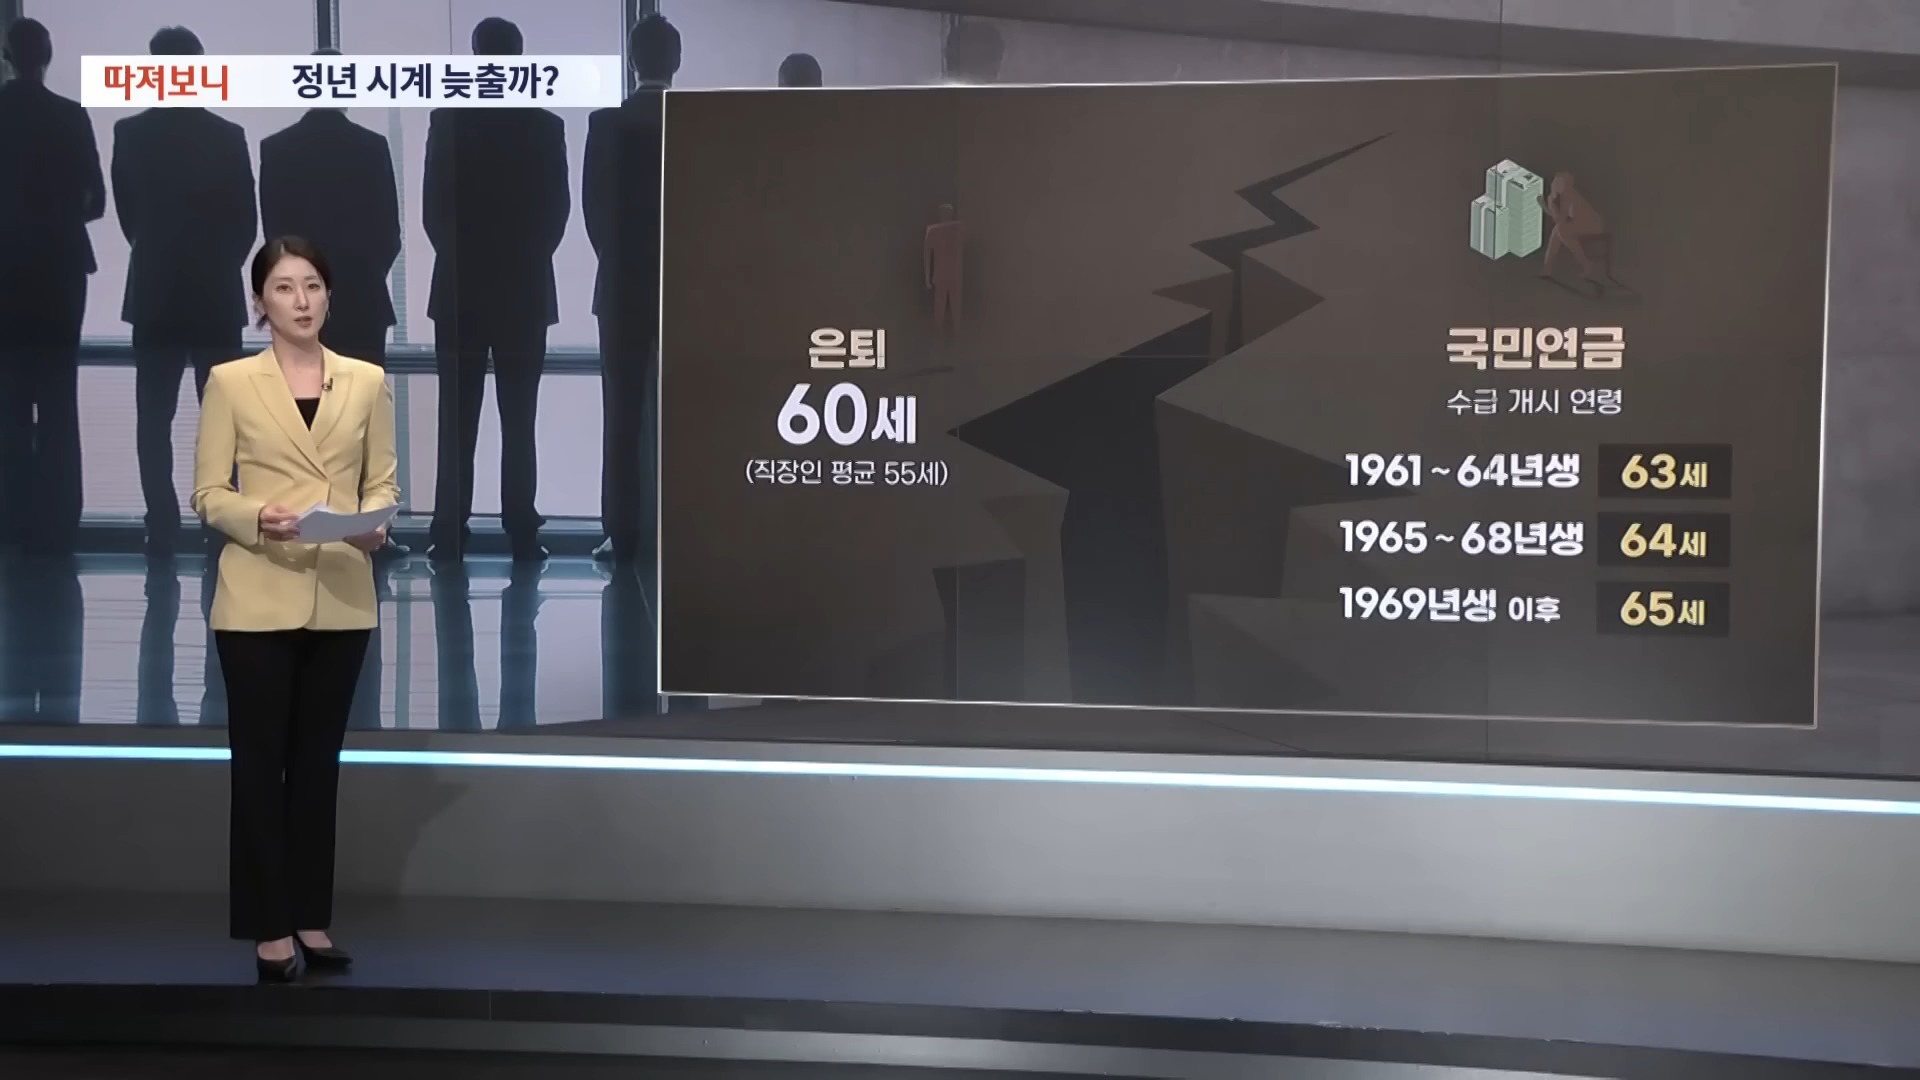 따져보니 정년 시계 늦출까?
은퇴
60세
(직장인 평균 55세)
국민연금
수급 개시 연령
1961~64년생 63세
1965~68년생 64세
1969년생 이후 65세